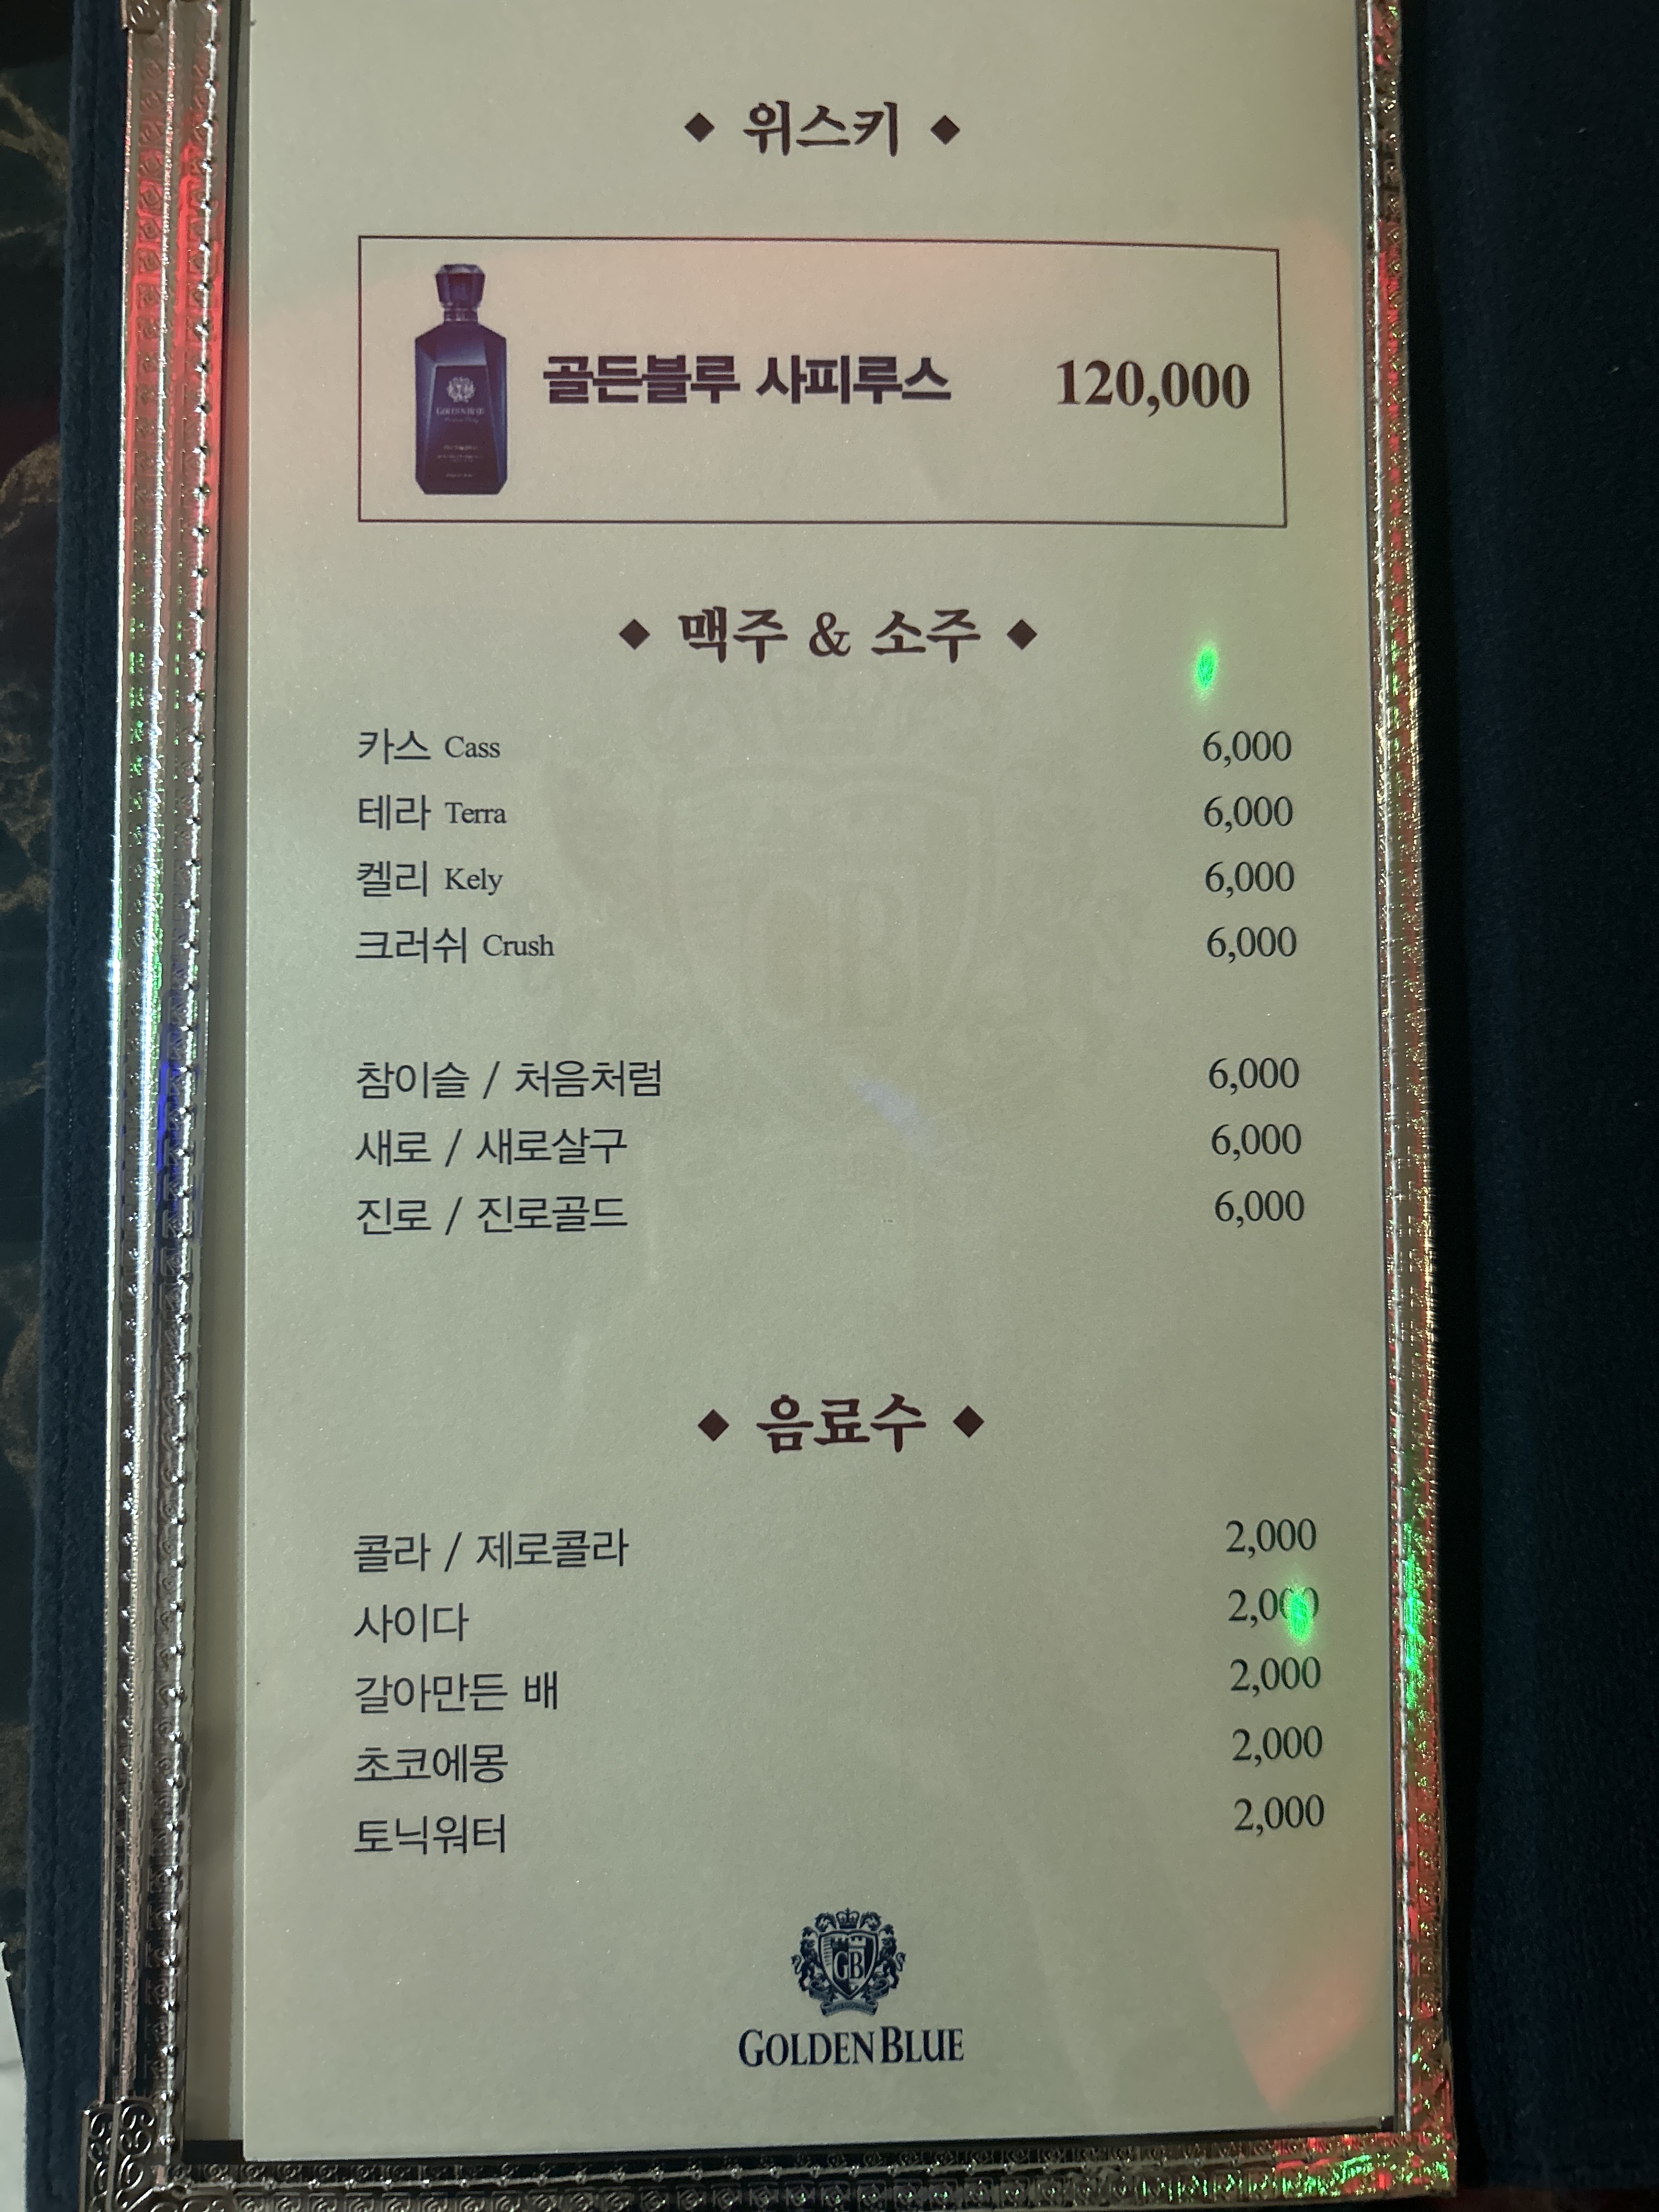 ◆ 위스키 ◆
골든블루 사피루스 120,000
◆ 맥주 & 소주 ◆
카스 Cass 6,000
테라 Terra 6,000
켈리 Kely 6,000
크러쉬 Crush 6,000
참이슬 / 처음처럼 6,000
새로 / 새로살구 6,000
진로 / 진로골드 6,000
◆ 음료수 ◆
콜라 / 제로콜라 2,000
사이다 2,000
갈아만든 배 2,000
초코에몽 2,000
토닉워터 2,000
GB
GOLDEN BLUE